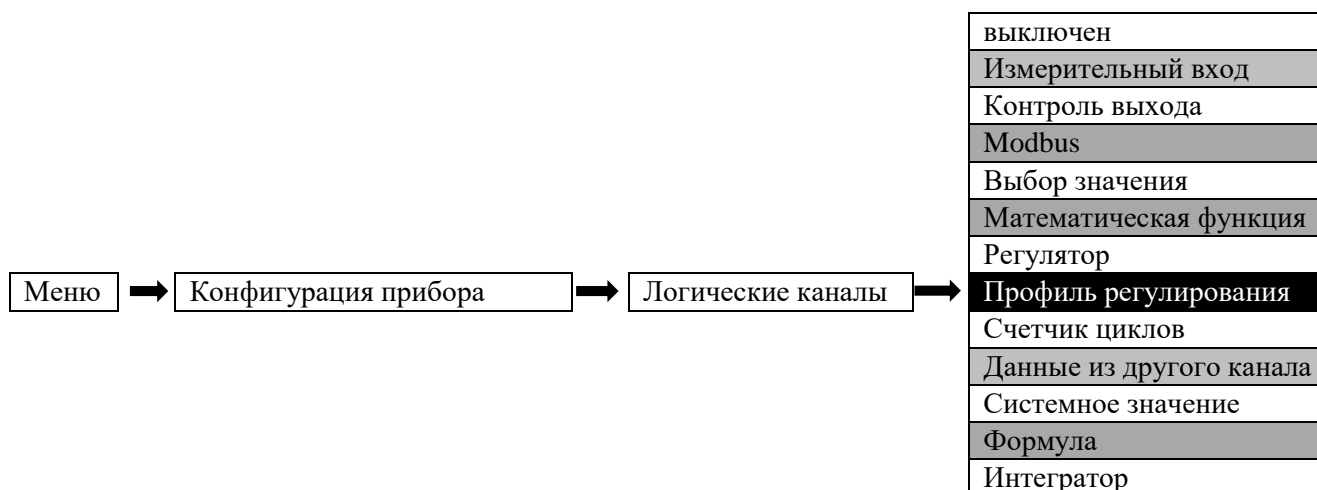 выключен
Измерительный вход
Контроль выхода
Modbus
Выбор значения
Математическая функция
Регулятор
Меню
Конфигурация прибора
Логические каналы
Профиль регулирования
Счетчик циклов
Данные из другого канала
Системное значение
Формула
Интегратор